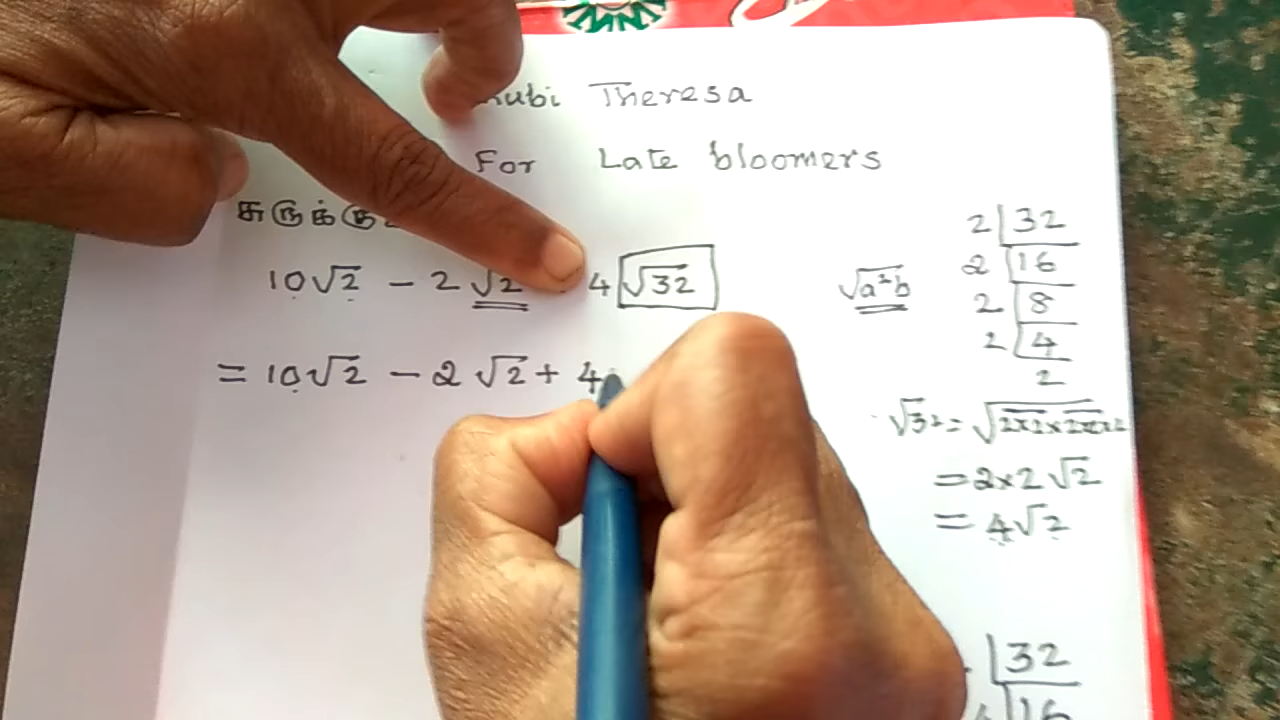 Theresa
For Late bloomers
10√2 - 2 √2 4 √32
= 10√2 - 2 √2 + 4
√a²b
2 32
2 16
2 8
2 4
2
√32 = √2×2×2×2×2
= 2×2 √2
= 4√2
32
16